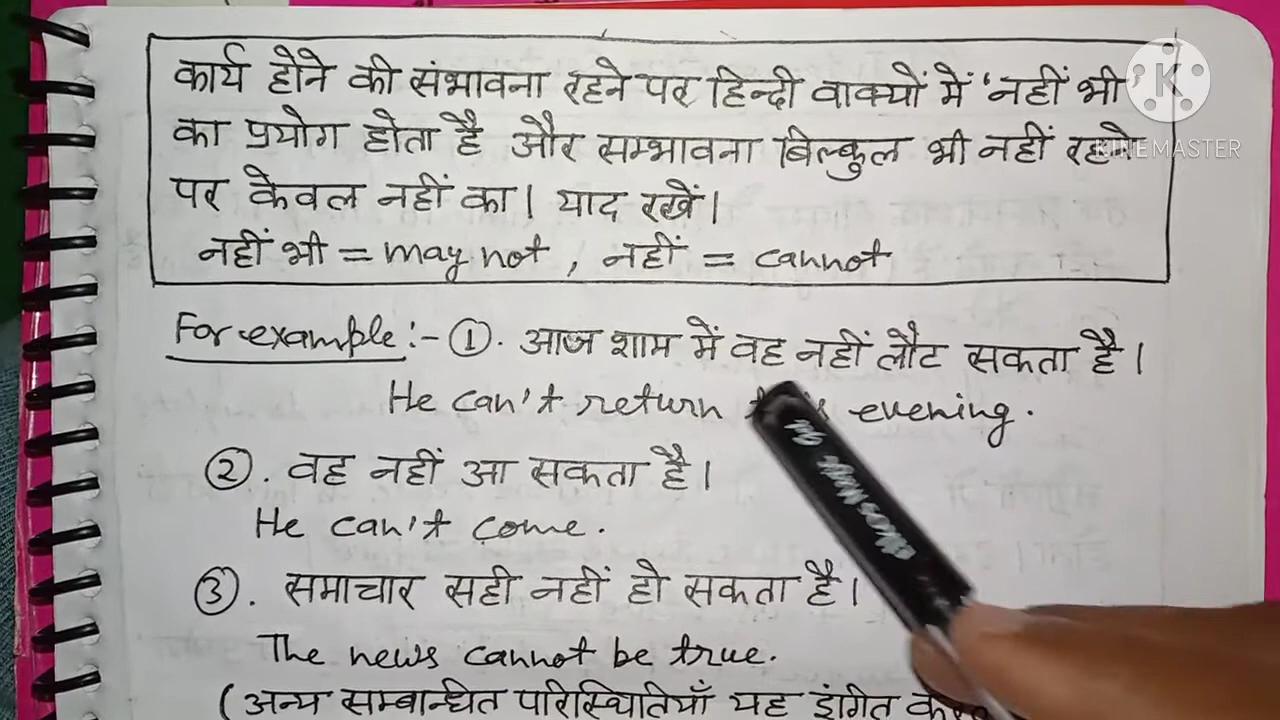 कार्य होने की संभावना रहने पर हिन्दी वाक्यों में 'नहीं भी'
का प्रयोग होता है और सम्भावना बिल्कुल भी नहीं रहने
पर केवल नहीं का। याद रखें।
नहीं भी = may not , नहीं = cannot
For example :- ①. आज शाम में वह नहीं लौट सकता है।
He can't return this evening.
②. वह नहीं आ सकता है।
He can't come.
③. समाचार सही नहीं हो सकता है।
The news cannot be true.
(अन्य सम्बान्धित परिस्थितियाँ यह इंगित
K
KINEMASTER